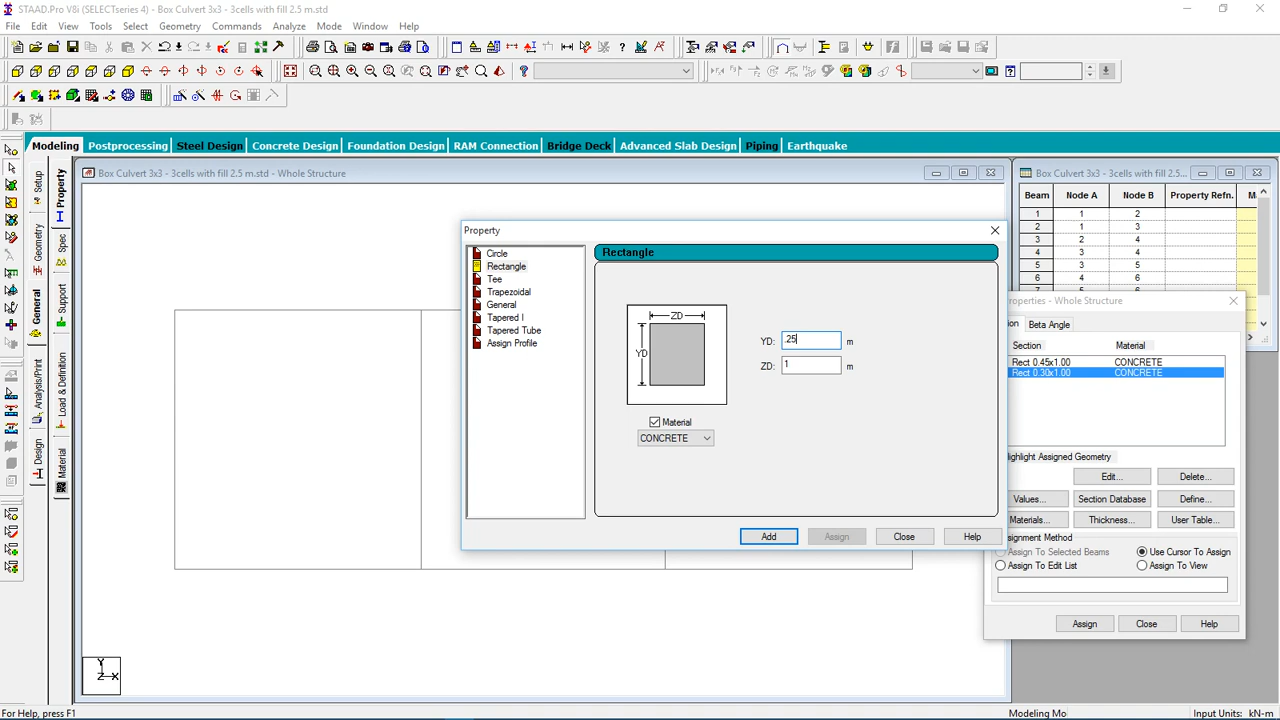 STAAD.Pro V8i (SELECTseries 4) - Box Culvert 3x3 - 3cells with fill 2.5 m.std
File Edit View Tools Select Geometry Commands Analyze Mode Window Help
Modeling Postprocessing Steel Design Concrete Design Foundation Design RAM Connection Bridge Deck Advanced Slab Design Piping Earthquake
Setup
Geometry
General
Analysis/Print
Design
Property
Spec
Support
Load & Definition
Material
Box Culvert 3x3 - 3cells with fill 2.5 m.std - Whole Structure
Box Culvert 3x3 - 3cells with fill 2.5...
Beam Node A Node B Property Refn. M
1 1 2
2 1 3
3 2 4
4 3 4
5 3 5
6 4 6
Property
Circle
Rectangle
Tee
Trapezoidal
General
Tapered I
Tapered Tube
Assign Profile
Rectangle
ZD
YD
YD: .25 m
ZD: 1 m
Material
CONCRETE
Add Assign Close Help
roperties - Whole Structure
ion Beta Angle
Section Material
Rect 0.45x1.00 CONCRETE
Rect 0.30x1.00 CONCRETE
ighlight Assigned Geometry
Edit... Delete...
Values... Section Database Define...
Materials... Thickness... User Table...
ssignment Method
Assign To Selected Beams Use Cursor To Assign
Assign To Edit List Assign To View
Assign Close Help
Y
Z X
For Help, press F1 Modeling Mo Input Units: kN-m